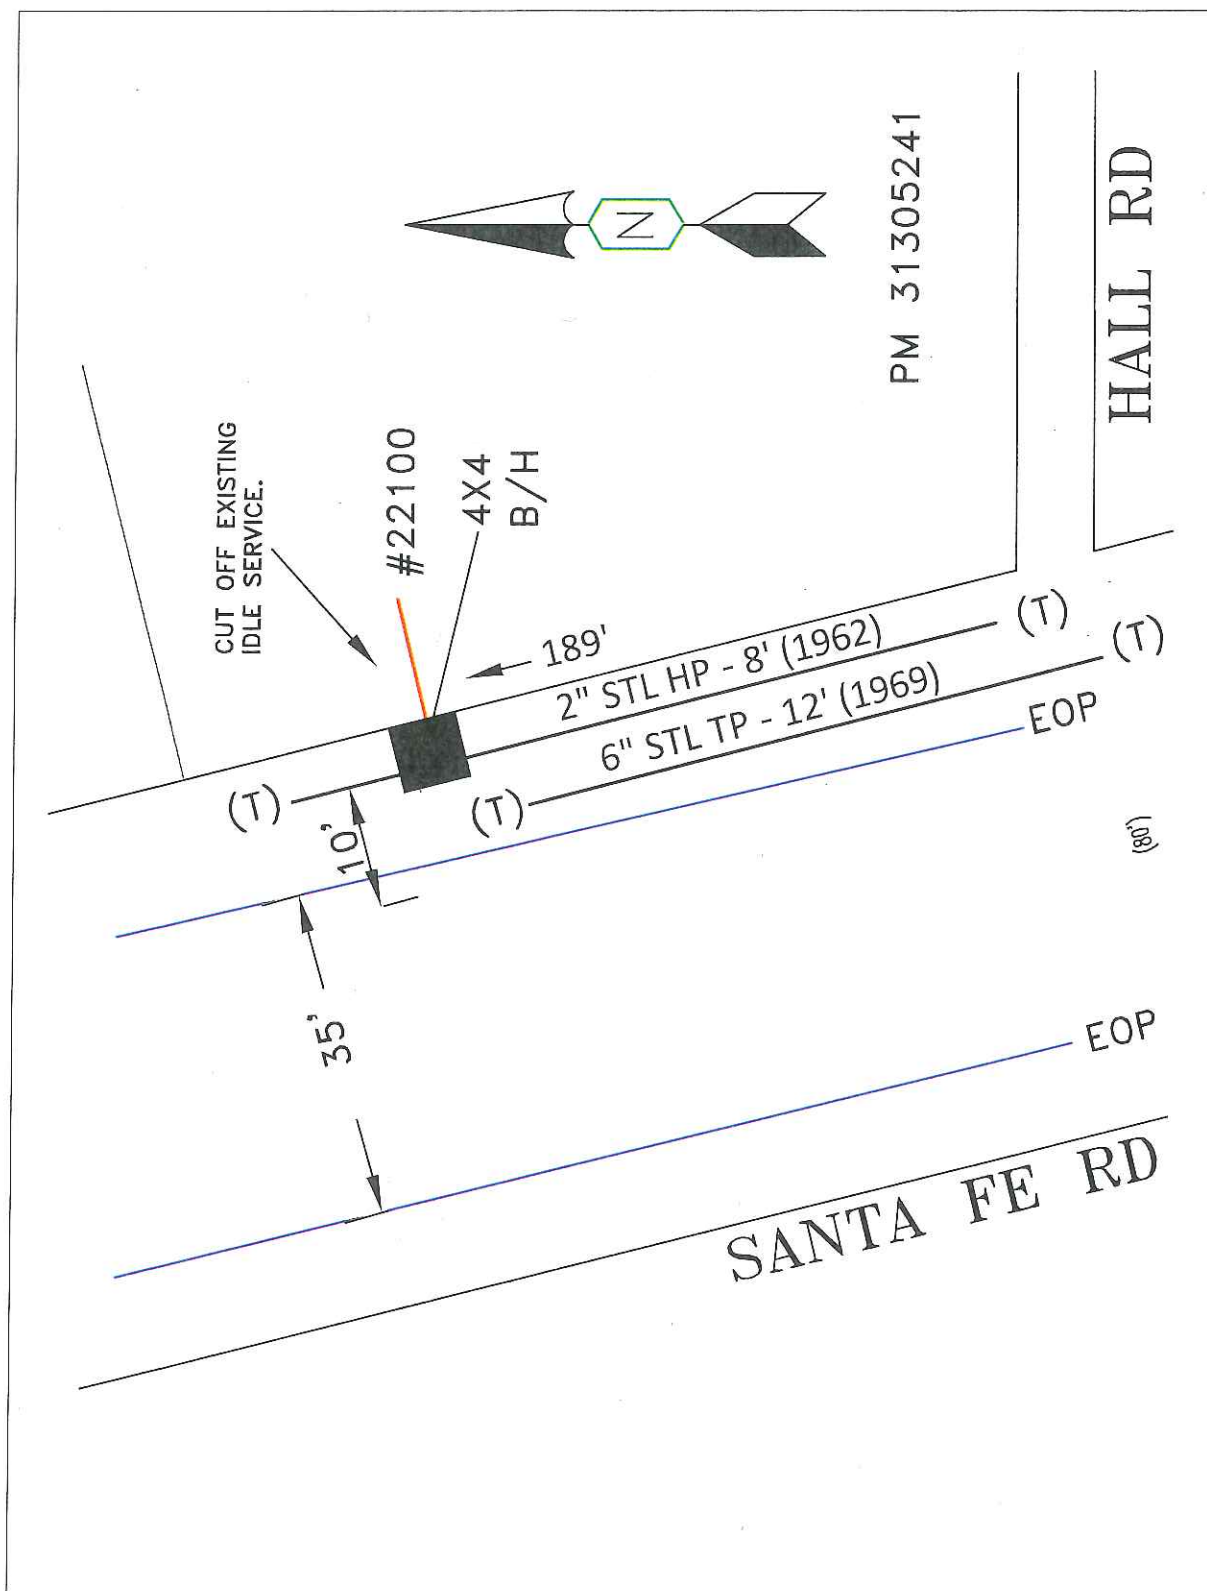 CUT OFF EXISTING
IDLE SERVICE.
#22100
4X4
B/H
N
PM 31305241
HALL RD
189'
2" STL HP - 8' (1962)
6" STL TP - 12' (1969)
(T)
(T)
(T)
(T)
10'
35'
EOP
EOP
(80')
SANTA FE RD